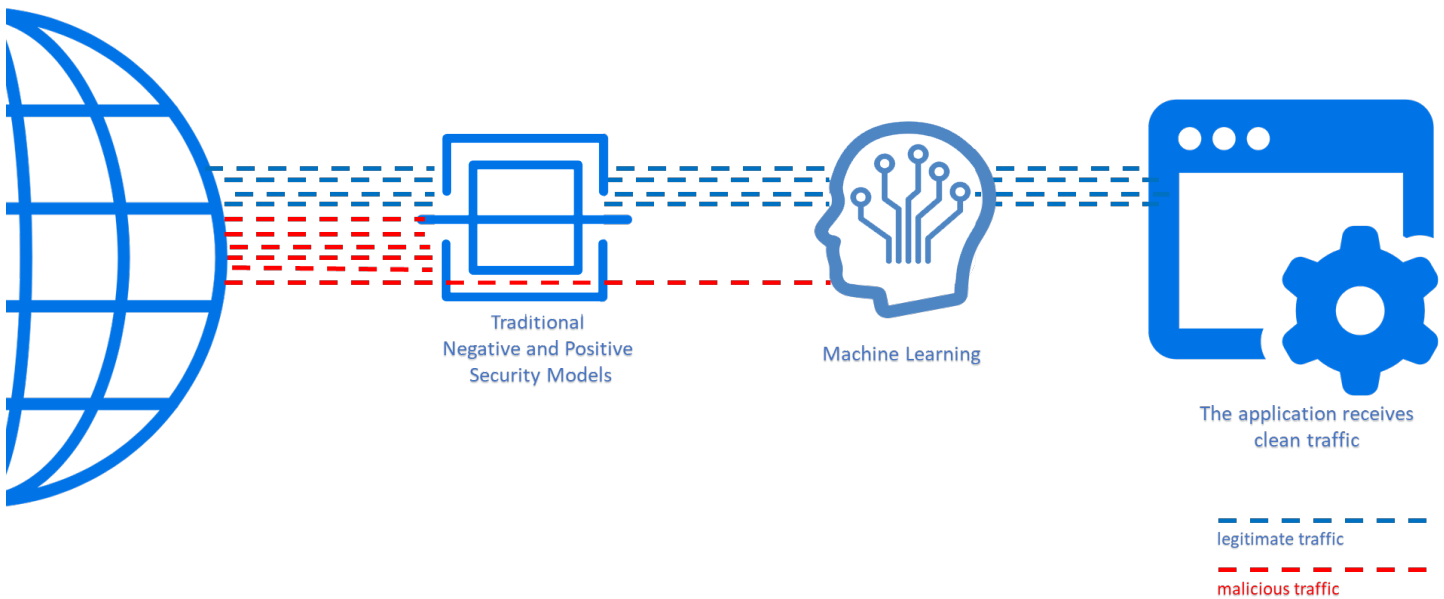 Traditional
Negative and Positive
Security Models
Machine Learning
The application receives
clean traffic
legitimate traffic
malicious traffic